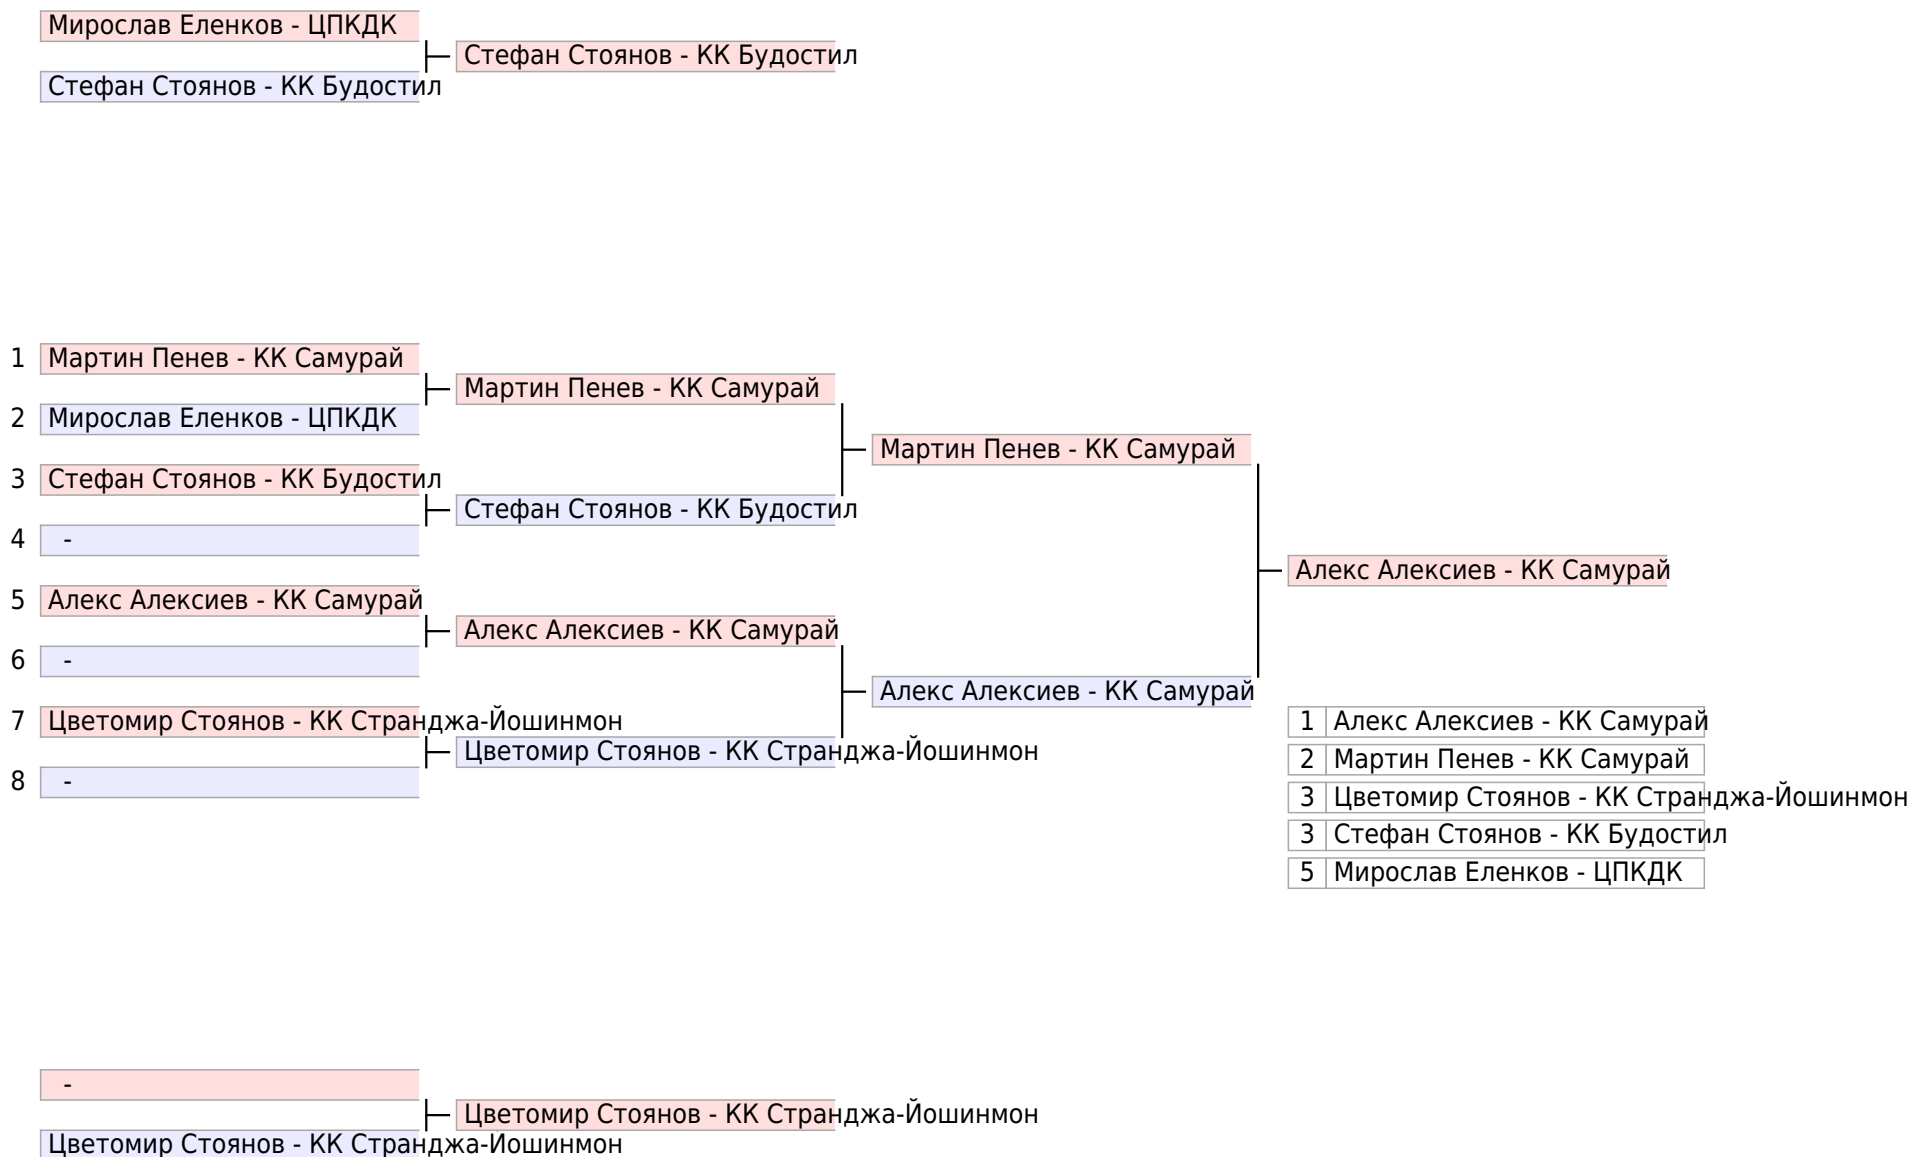 Мирослав Еленков - ЦПКДК
Стефан Стоянов - КК Будостил
Стефан Стоянов - КК Будостил
1 Мартин Пенев - КК Самурай
Мартин Пенев - КК Самурай
2 Мирослав Еленков - ЦПКДК
Мартин Пенев - КК Самурай
3 Стефан Стоянов - КК Будостил
Стефан Стоянов - КК Будостил
4 -
Алекс Алексиев - КК Самурай
5 Алекс Алексиев - КК Самурай
Алекс Алексиев - КК Самурай
6 -
Алекс Алексиев - КК Самурай
7 Цветомир Стоянов - КК Странджа-Йошинмон
Цветомир Стоянов - КК Странджа-Йошинмон
8 -
1 Алекс Алексиев - КК Самурай
2 Мартин Пенев - КК Самурай
3 Цветомир Стоянов - КК Странджа-Йошинмон
3 Стефан Стоянов - КК Будостил
5 Мирослав Еленков - ЦПКДК
-
Цветомир Стоянов - КК Странджа-Йошинмон
Цветомир Стоянов - КК Странджа-Йошинмон